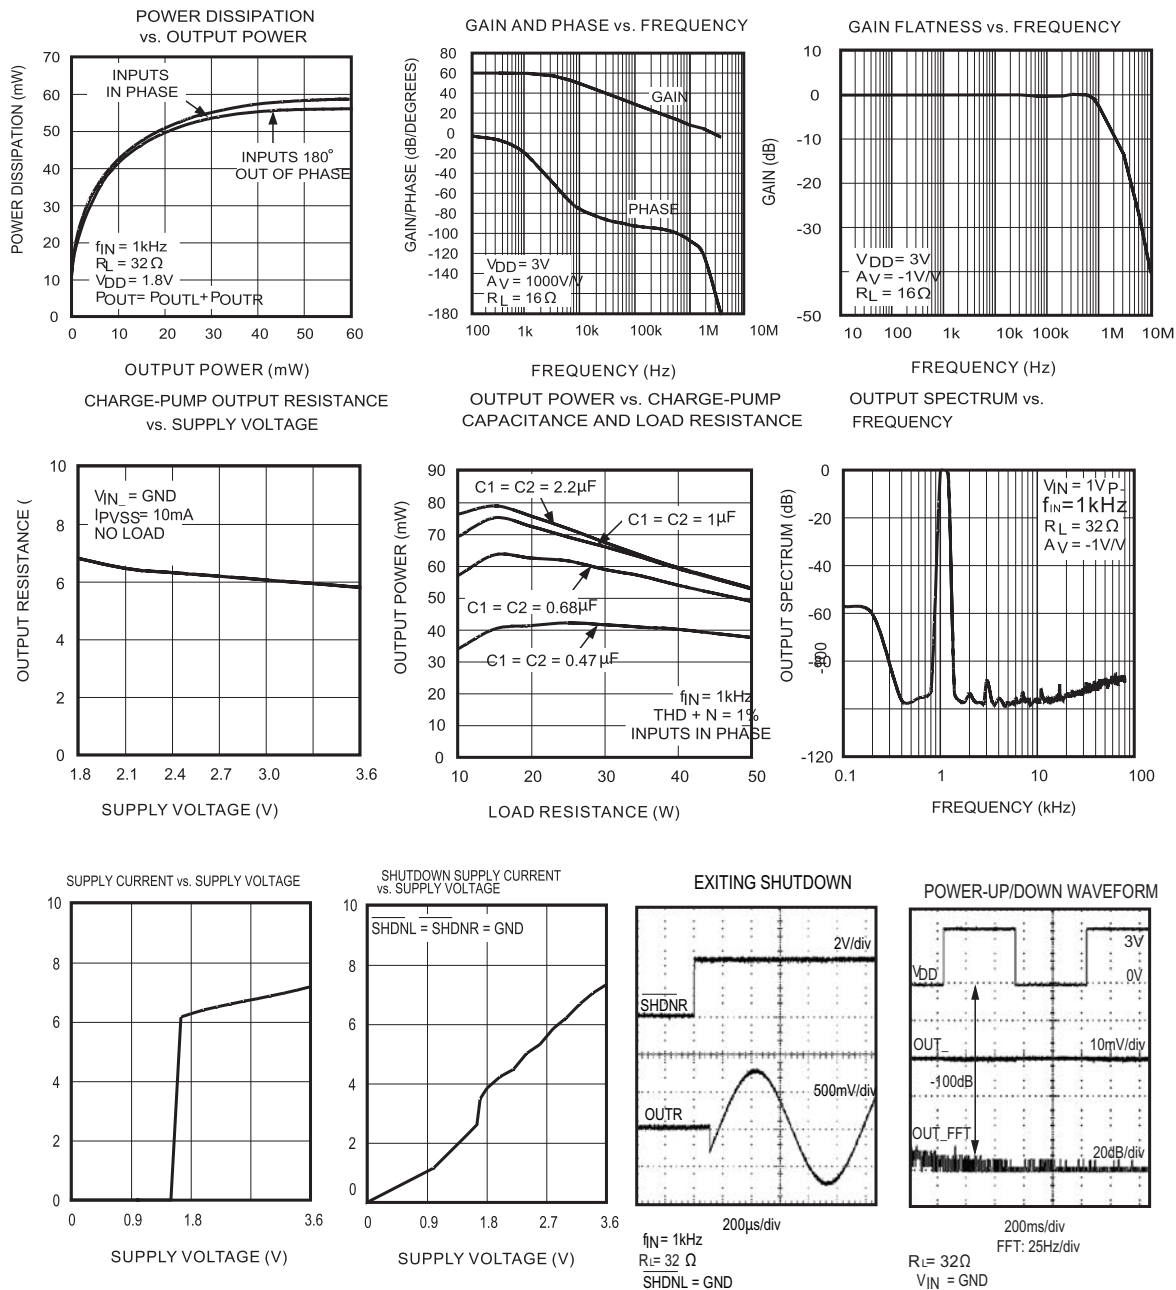 POWER DISSIPATION
vs. OUTPUT POWER
POWER DISSIPATION (mW)
70
60
50
40
30
20
10
0
INPUTS
IN PHASE
INPUTS 180°
OUT OF PHASE
fIN = 1kHz
RL = 32Ω
VDD = 1.8V
POUT= POUTL+POUTR
0 10 20 30 40 50 60
OUTPUT POWER (mW)
GAIN AND PHASE vs. FREQUENCY
GAIN/PHASE (dB/DEGREES)
80
60
40
20
0
-20
-40
-60
-80
-100
-120
-140
-180
GAIN
PHASE
VDD = 3V
AV = 1000V/V
RL = 16Ω
100 1k 10k 100k 1M 10M
FREQUENCY (Hz)
GAIN FLATNESS vs. FREQUENCY
GAIN (dB)
10
0
-10
-20
-30
-40
-50
VDD = 3V
AV = -1V/V
RL = 16Ω
10 100 1k 10k 100k 1M 10M
FREQUENCY (Hz)
CHARGE-PUMP OUTPUT RESISTANCE
vs. SUPPLY VOLTAGE
OUTPUT RESISTANCE (
10
8
6
4
2
0
VIN_ = GND
IPVSS= 10mA
NO LOAD
1.8 2.1 2.4 2.7 3.0 3.6
SUPPLY VOLTAGE (V)
OUTPUT POWER vs. CHARGE-PUMP
CAPACITANCE AND LOAD RESISTANCE
OUTPUT POWER (mW)
90
80
70
60
50
40
30
20
10
0
C1 = C2 = 2.2µF
C1 = C2 = 1µF
C1 = C2 = 0.68µF
C1 = C2 = 0.47µF
fIN = 1kHz
THD + N = 1%
INPUTS IN PHASE
10 20 30 40 50
LOAD RESISTANCE (W)
OUTPUT SPECTRUM vs.
FREQUENCY
OUTPUT SPECTRUM (dB)
0
-20
-40
-60
-80
-120
VIN = 1VP-
fIN=1kHz
RL = 32Ω
AV = -1V/V
0.1 1 10 100
FREQUENCY (kHz)
SUPPLY CURRENT vs. SUPPLY VOLTAGE
10
8
6
4
2
0
0 0.9 1.8 3.6
SUPPLY VOLTAGE (V)
SHUTDOWN SUPPLY CURRENT
vs. SUPPLY VOLTAGE
10
8
6
4
2
0
SHDNL = SHDNR = GND
0 0.9 1.8 2.7 3.6
SUPPLY VOLTAGE (V)
EXITING SHUTDOWN
2V/div
SHDNR
500mV/div
OUTR
200µs/div
fIN = 1kHz
RL= 32 Ω
SHDNL = GND
POWER-UP/DOWN WAVEFORM
3V
VDD
0V
OUT_
10mV/div
-100dB
OUT_FFT
20dB/div
200ms/div
FFT: 25Hz/div
RL= 32Ω
VIN = GND